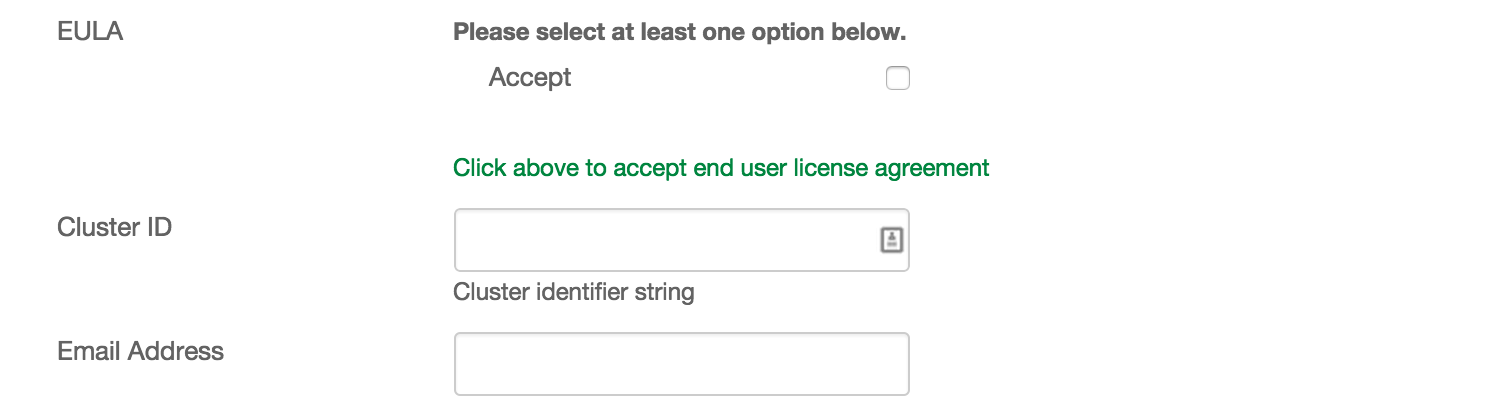 EULA
Please select at least one option below.
Accept
Click above to accept end user license agreement
Cluster ID
Cluster identifier string
Email Address